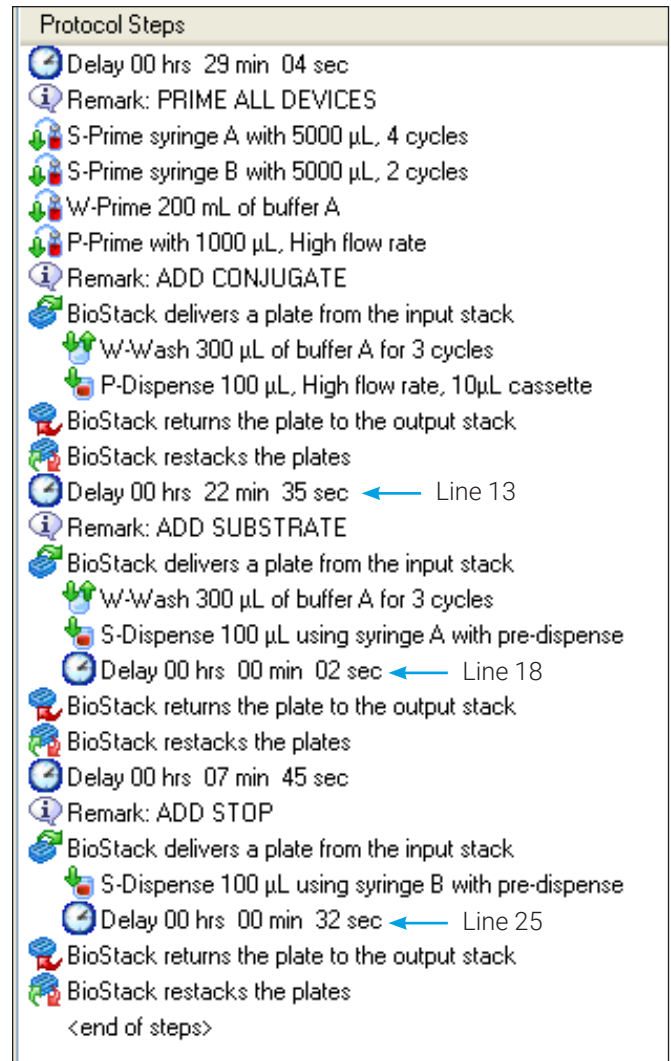 Protocol Steps
Delay 00 hrs 29 min 04 sec
Remark: PRIME ALL DEVICES
S-Prime syringe A with 5000 µL, 4 cycles
S-Prime syringe B with 5000 µL, 2 cycles
W-Prime 200 mL of buffer A
P-Prime with 1000 µL, High flow rate
Remark: ADD CONJUGATE
BioStack delivers a plate from the input stack
W-Wash 300 µL of buffer A for 3 cycles
P-Dispense 100 µL, High flow rate, 10µL cassette
BioStack returns the plate to the output stack
BioStack restacks the plates
Delay 00 hrs 22 min 35 sec Line 13
Remark: ADD SUBSTRATE
BioStack delivers a plate from the input stack
W-Wash 300 µL of buffer A for 3 cycles
S-Dispense 100 µL using syringe A with pre-dispense
Delay 00 hrs 00 min 02 sec Line 18
BioStack returns the plate to the output stack
BioStack restacks the plates
Delay 00 hrs 07 min 45 sec
Remark: ADD STOP
BioStack delivers a plate from the input stack
S-Dispense 100 µL using syringe B with pre-dispense
Delay 00 hrs 00 min 32 sec Line 25
BioStack returns the plate to the output stack
BioStack restacks the plates
<end of steps>